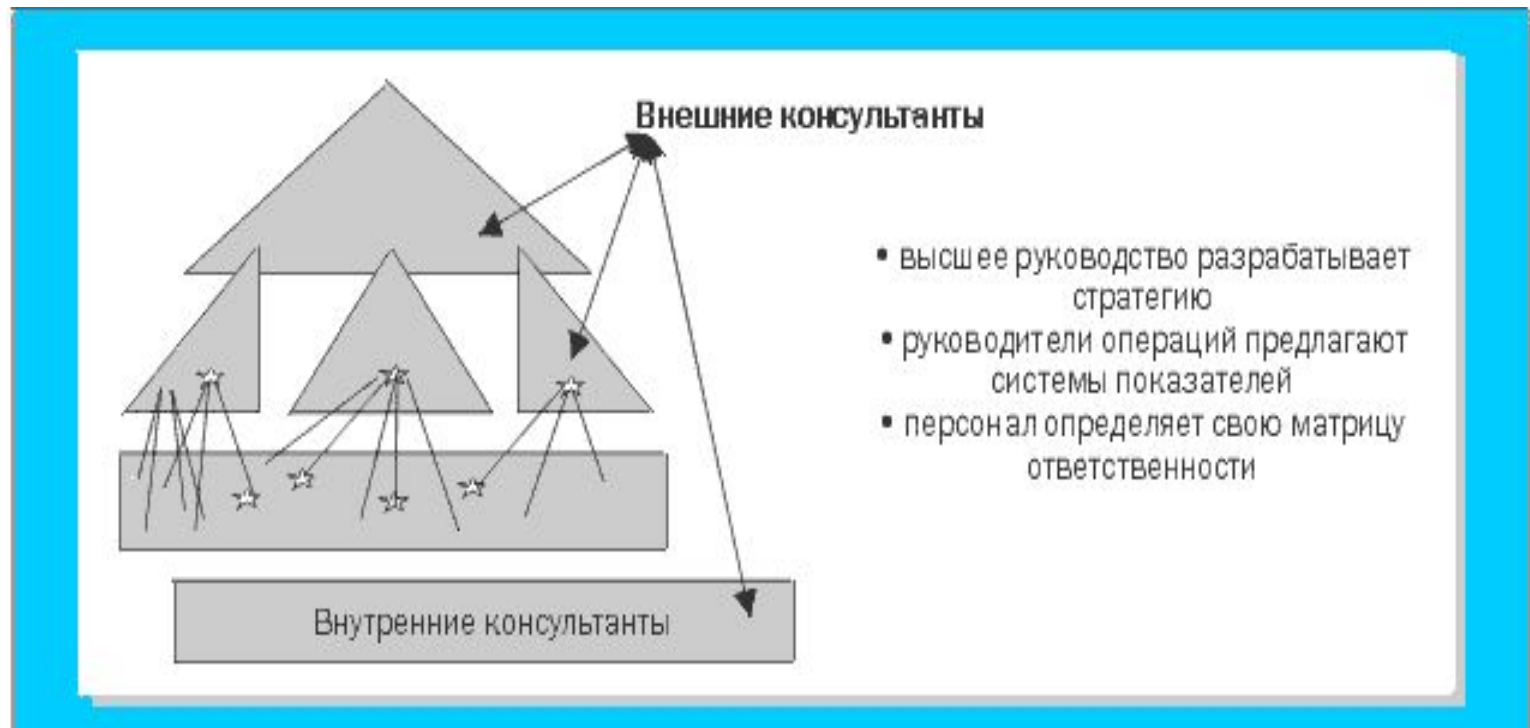 Внешние консультанты
• высшее руководство разрабатывает
стратегию
• руководители операций предлагают
системы показателей
• персонал определяет свою матрицу
ответственности
Внутренние консультанты